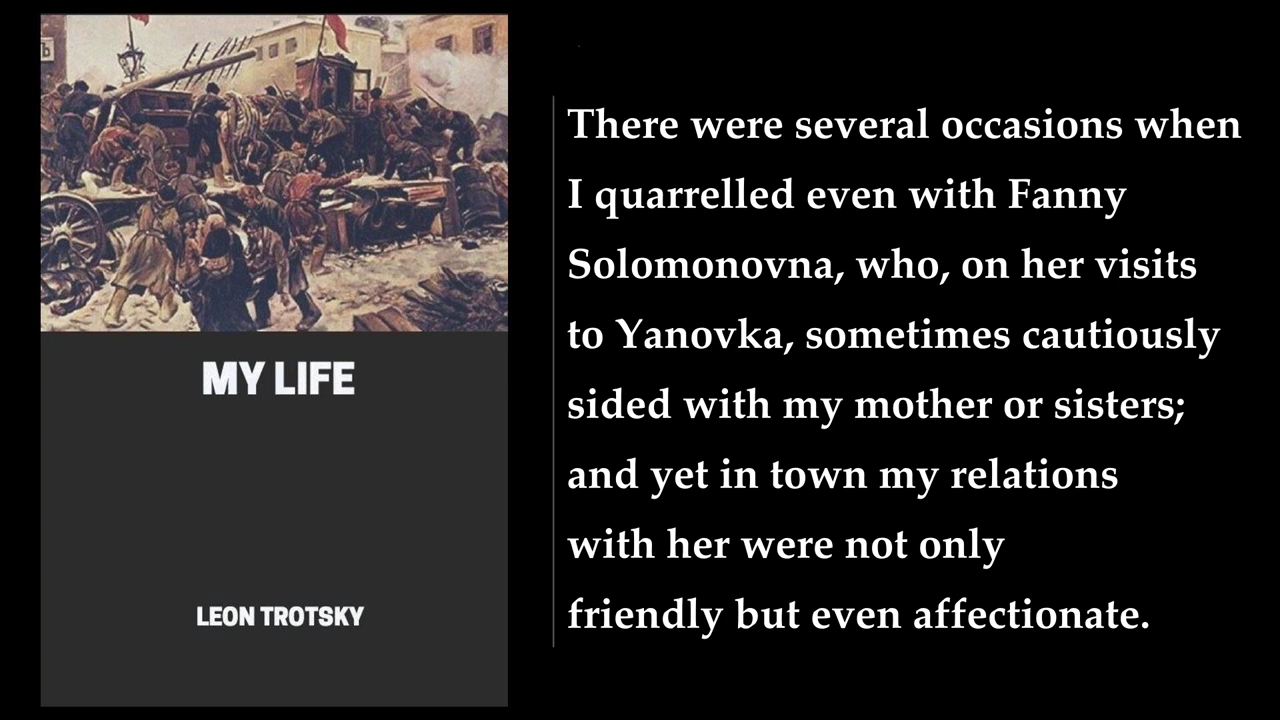 MY LIFE
LEON TROTSKY
There were several occasions when
I quarrelled even with Fanny
Solomonovna, who, on her visits
to Yanovka, sometimes cautiously
sided with my mother or sisters;
and yet in town my relations
with her were not only
friendly but even affectionate.